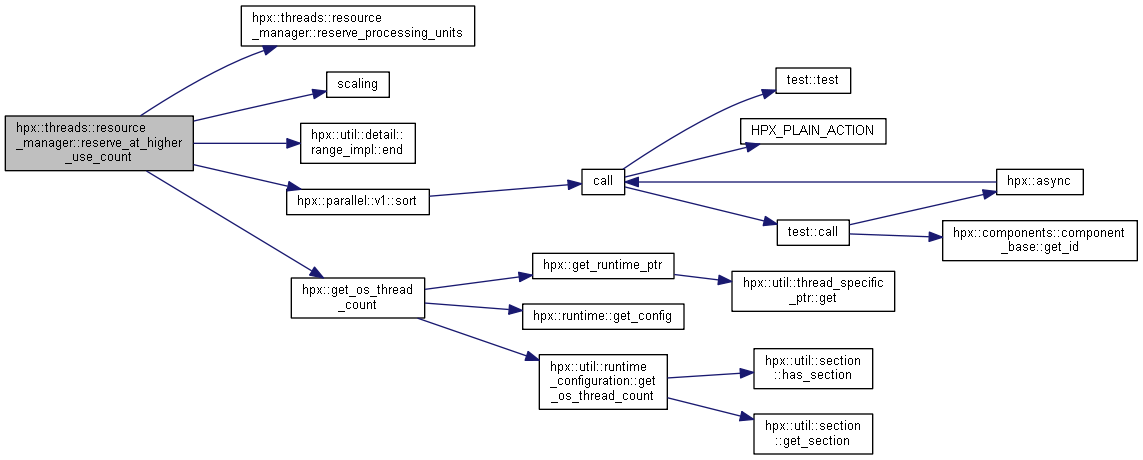 hpx::threads::resource
_manager::reserve_at_higher
_use_count
hpx::threads::resource
_manager::reserve_processing_units
scaling
hpx::util::detail::
range_impl::end
hpx::parallel::v1::sort
hpx::get_os_thread
_count
call
test::test
HPX_PLAIN_ACTION
test::call
hpx::async
hpx::components::component
_base::get_id
hpx::get_runtime_ptr
hpx::util::thread_specific
_ptr::get
hpx::runtime::get_config
hpx::util::runtime
_configuration::get
_os_thread_count
hpx::util::section
::has_section
hpx::util::section
::get_section